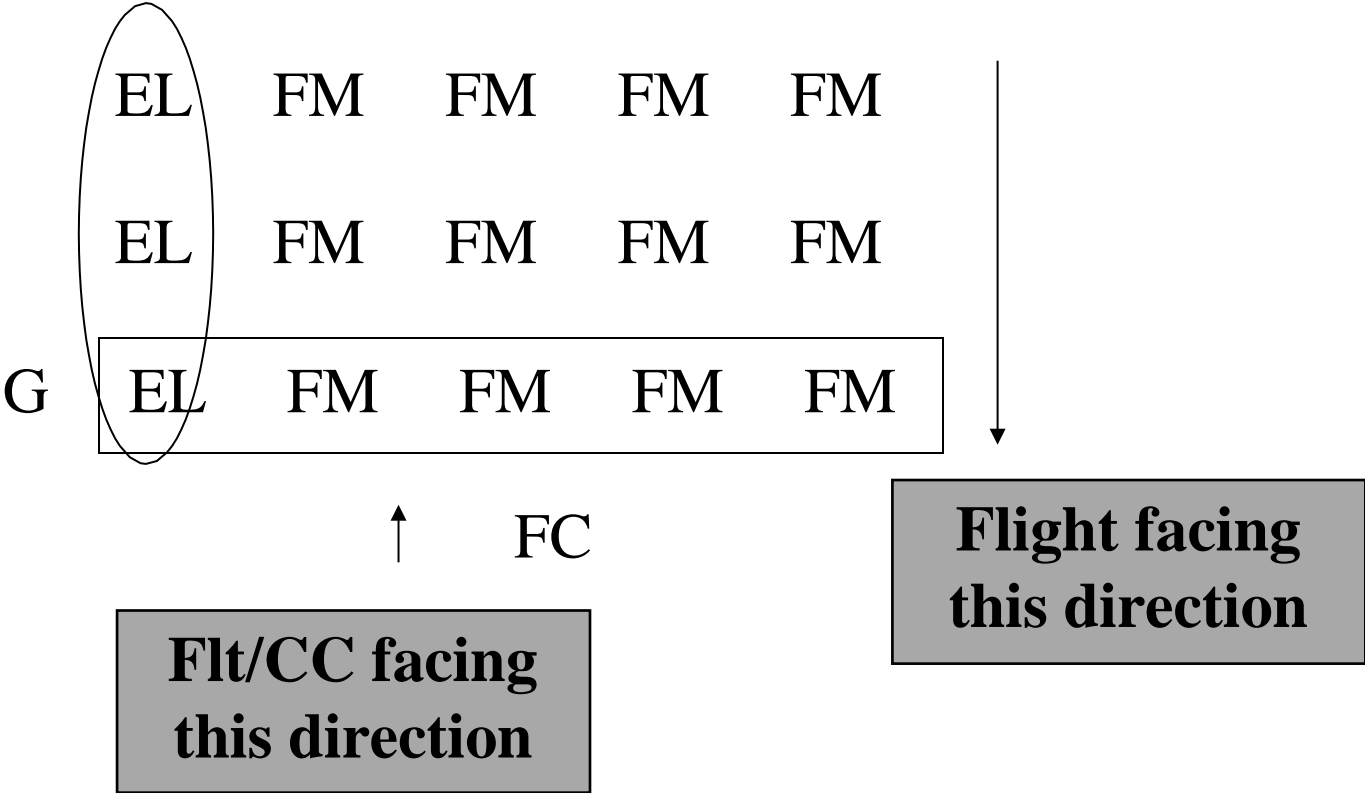 EL FM FM FM FM
EL FM FM FM FM
G EL FM FM FM FM
FC
Flight facing
this direction
Flt/CC facing
this direction